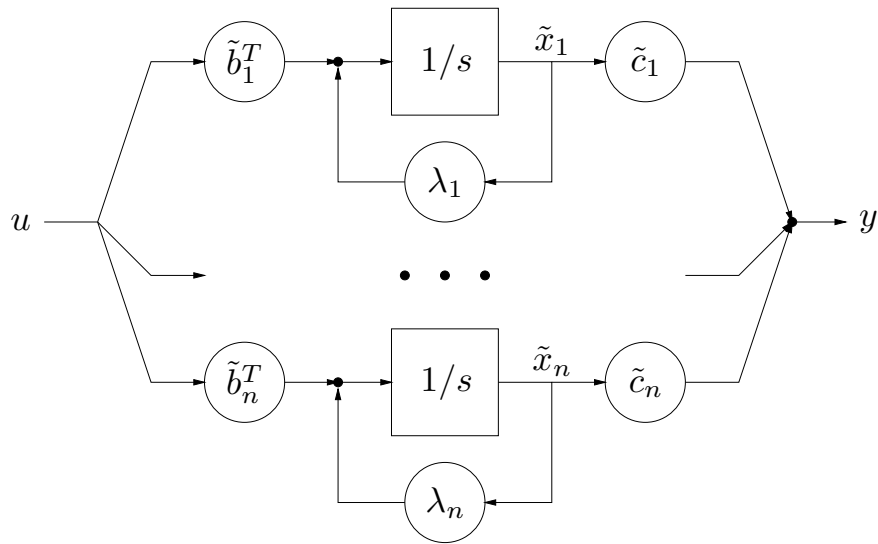 b̃₁ᵀ 1/s x̃₁ c̃₁
λ₁
u y
• • •
b̃ₙᵀ 1/s x̃ₙ c̃ₙ
λₙ